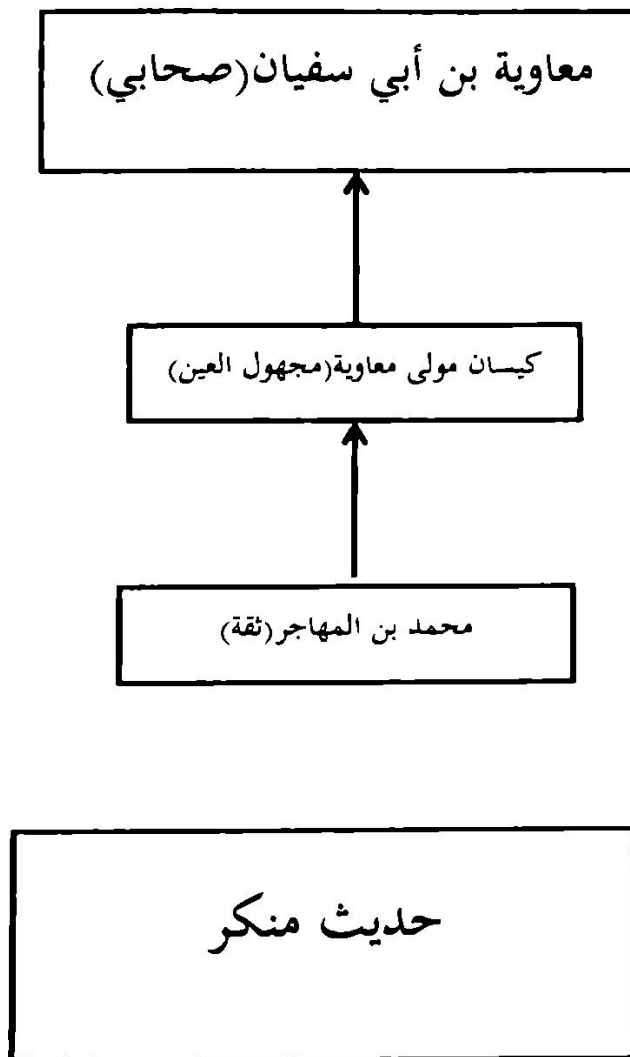 معاوية بن أبي سفيان(صحابي)
كيسان مولى معاوية(مجهول العين)
محمد بن المهاجر(ثقة)
حديث منكر